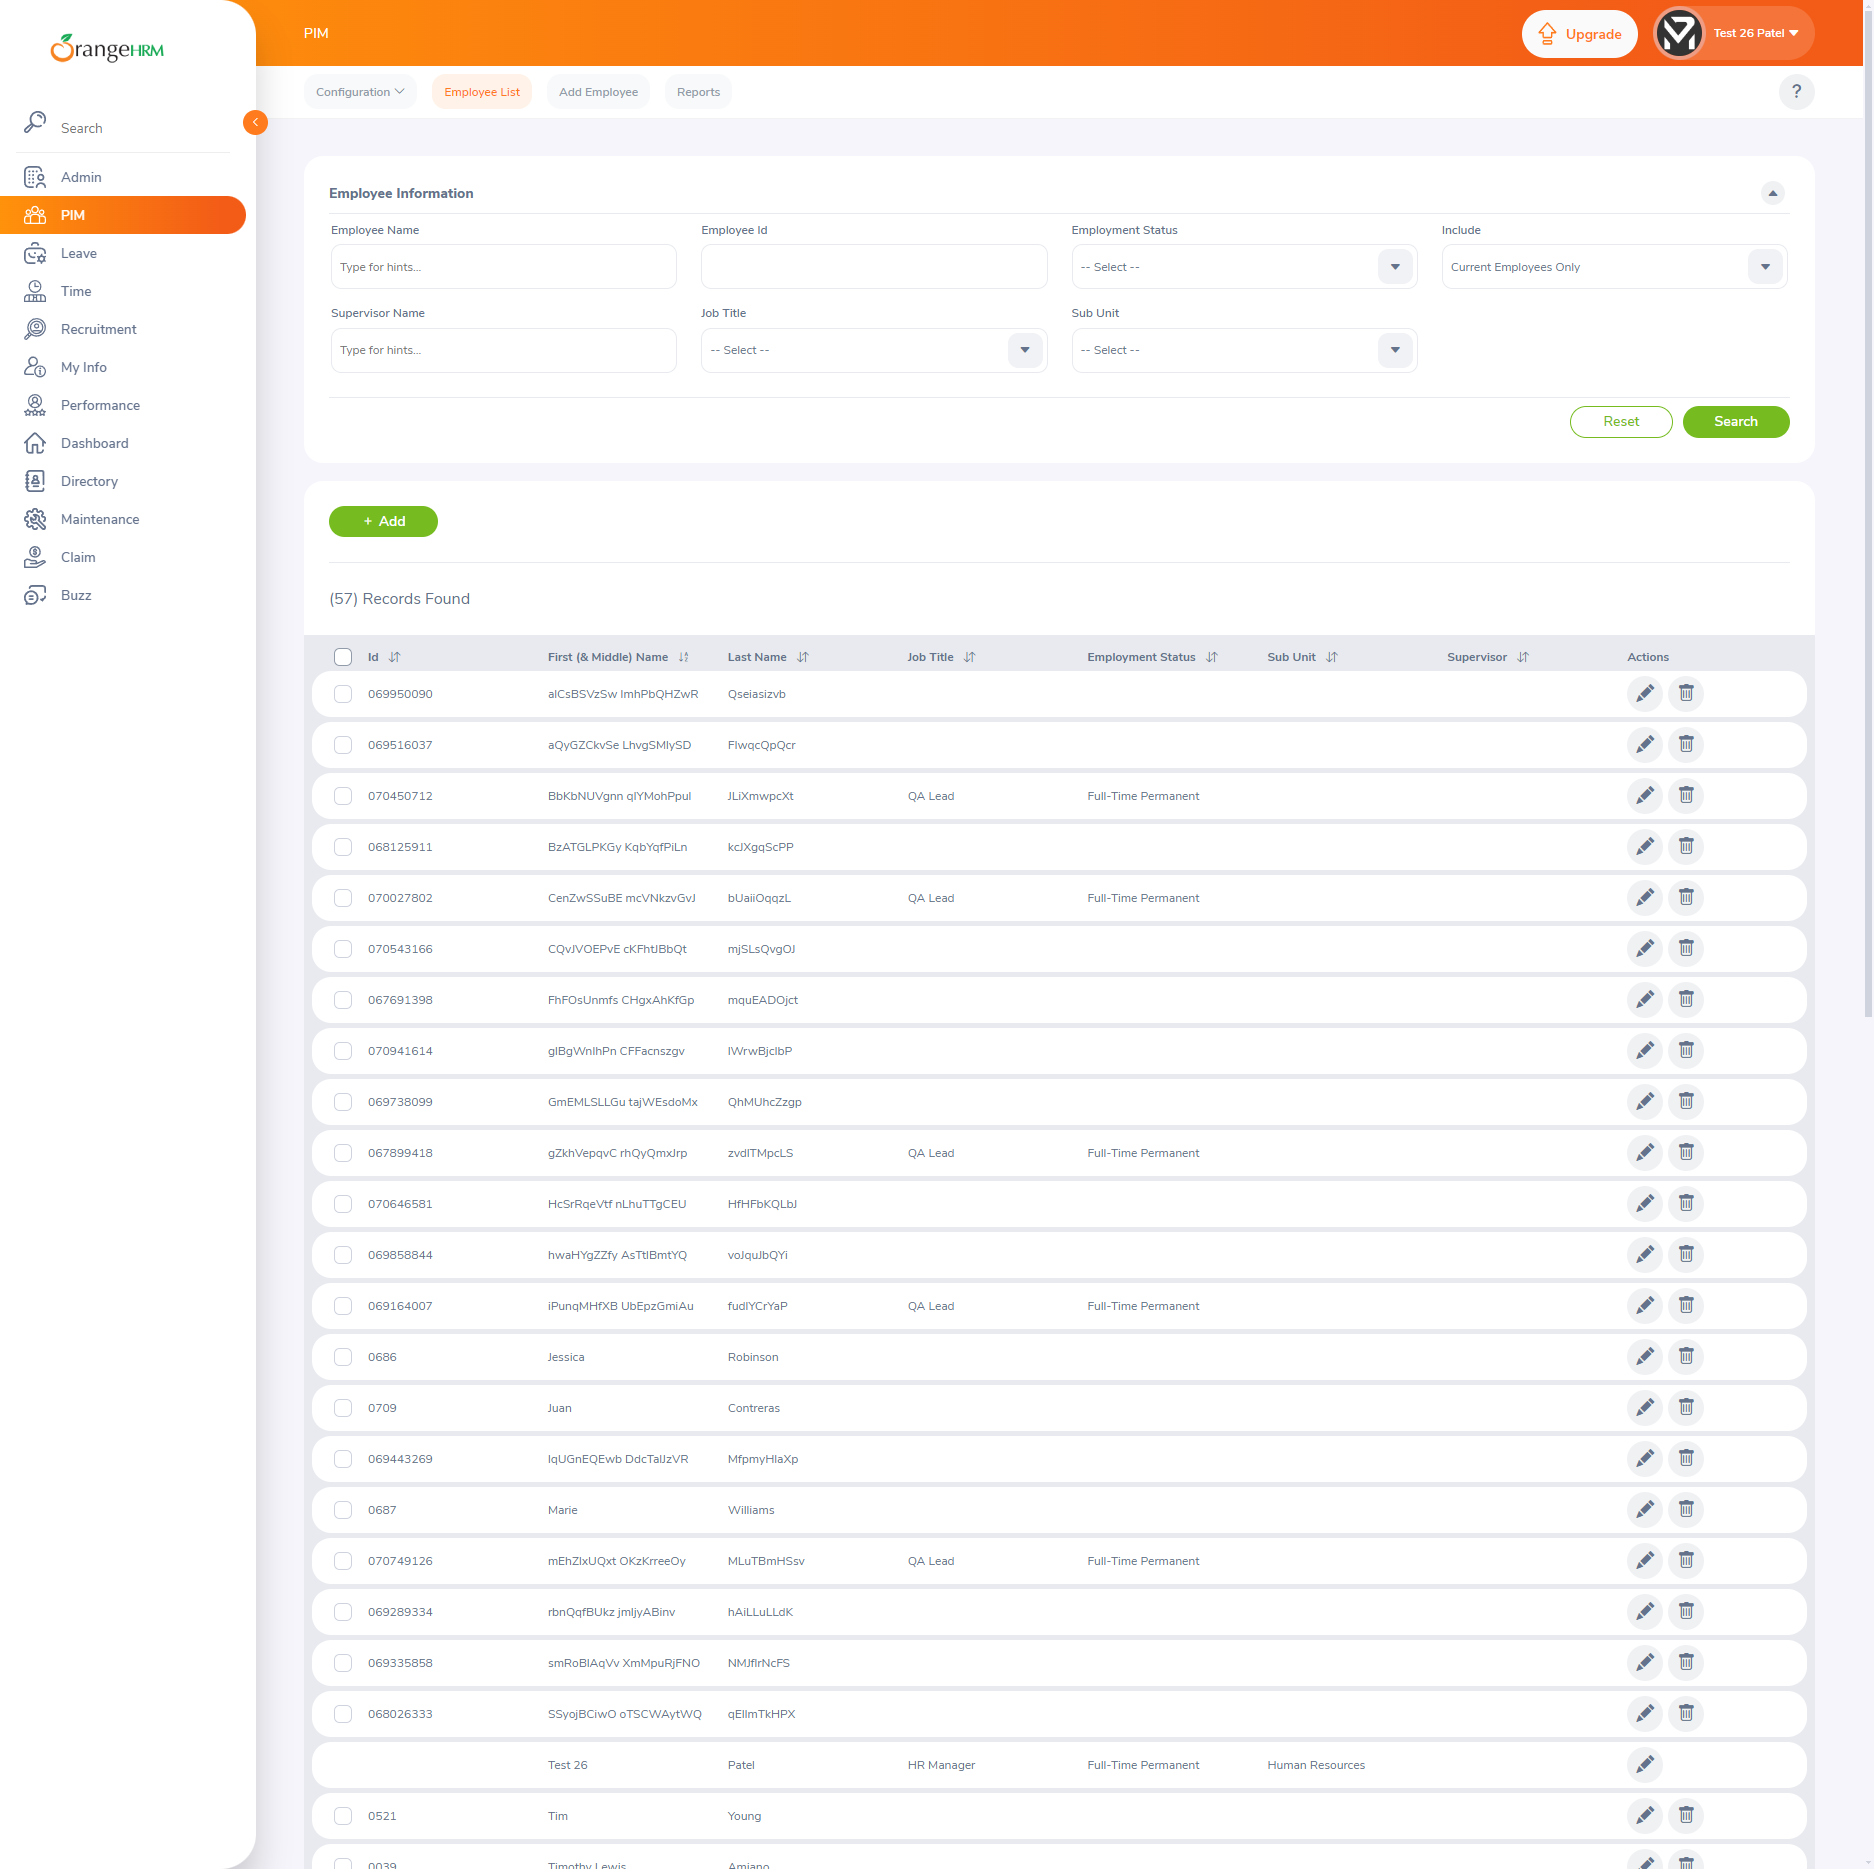 OrangeHRM
PIM
Upgrade
Test 26 Patel
Configuration
Employee List
Add Employee
Reports
?
Search
Admin
PIM
Leave
Time
Recruitment
My Info
Performance
Dashboard
Directory
Maintenance
Claim
Buzz
Employee Information
Employee Name Employee Id Employment Status Include
Type for hints... -- Select -- Current Employees Only
Supervisor Name Job Title Sub Unit
Type for hints... -- Select -- -- Select --
Reset Search
+ Add
(57) Records Found
Id First (& Middle) Name Last Name Job Title Employment Status Sub Unit Supervisor Actions
069950090 alCsBSVzSw lmhPbQHZwR Qseiasizvb
069516037 aQyGZCkvSe LhvgSMlySD FlwqcQpQcr
070450712 BbKbNUVgnn qlYMohPpul JLiXmwpcXt QA Lead Full-Time Permanent
068125911 BzATGLPKGy KqbYqfPiLn kcJXgqScPP
070027802 CenZwSSuBE mcVNkzvGvJ bUaiiOqqzL QA Lead Full-Time Permanent
070543166 CQvJVOEPvE cKFhtJBbQt mjSLsQvgOJ
067691398 FhFOsUnmfs CHgxAhKfGp mquEADOjct
070941614 glBgWnlhPn CFFacnszgv lWrwBjclbP
069738099 GmEMLSLLGu tajWEsdoMx QhMUhcZzgp
067899418 gZkhVepqvC rhQyQmxJrp zvdlTMpcLS QA Lead Full-Time Permanent
070646581 HcSrRqeVtf nLhuTTgCEU HfHFbKQLbJ
069858844 hwaHYgZZfy AsTtlBmtYQ voJquJbQYi
069164007 iPunqMHfXB UbEpzGmiAu fudlYCrYaP QA Lead Full-Time Permanent
0686 Jessica Robinson
0709 Juan Contreras
069443269 lqUGnEQEwb DdcTalJzVR MfpmyHlaXp
0687 Marie Williams
070749126 mEhZlxUQxt OKzKrreeOy MLuTBmHSsv QA Lead Full-Time Permanent
069289334 rbnQqfBUkz jmljyABinv hAiLLuLLdK
069335858 smRoBlAqVv XmMpuRjFNO NMJflrNcFS
068026333 SSyojBCiwO oTSCWAytWQ qEllmTkHPX
Test 26 Patel HR Manager Full-Time Permanent Human Resources
0521 Tim Young
0039 Timothy Lewis Amiano